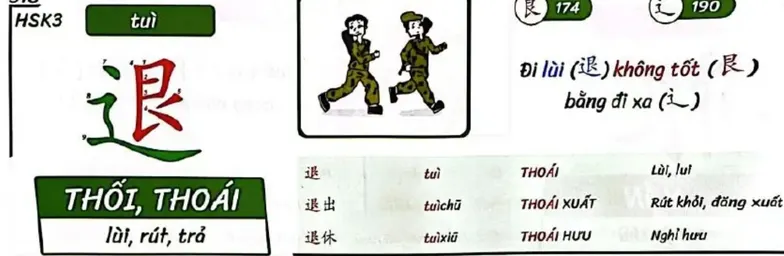 HSK3
tuì
退
THỐI, THOÁI
lùi, rút, trả
艮 174
辶 190
Đi lùi (退) không tốt (艮)
bằng đi xa (辶)
退 tuì THOÁI Lùi, lui
退出 tuìchū THOÁI XUẤT Rút khỏi, đăng xuất
退休 tuìxiū THOÁI HƯU Nghỉ hưu